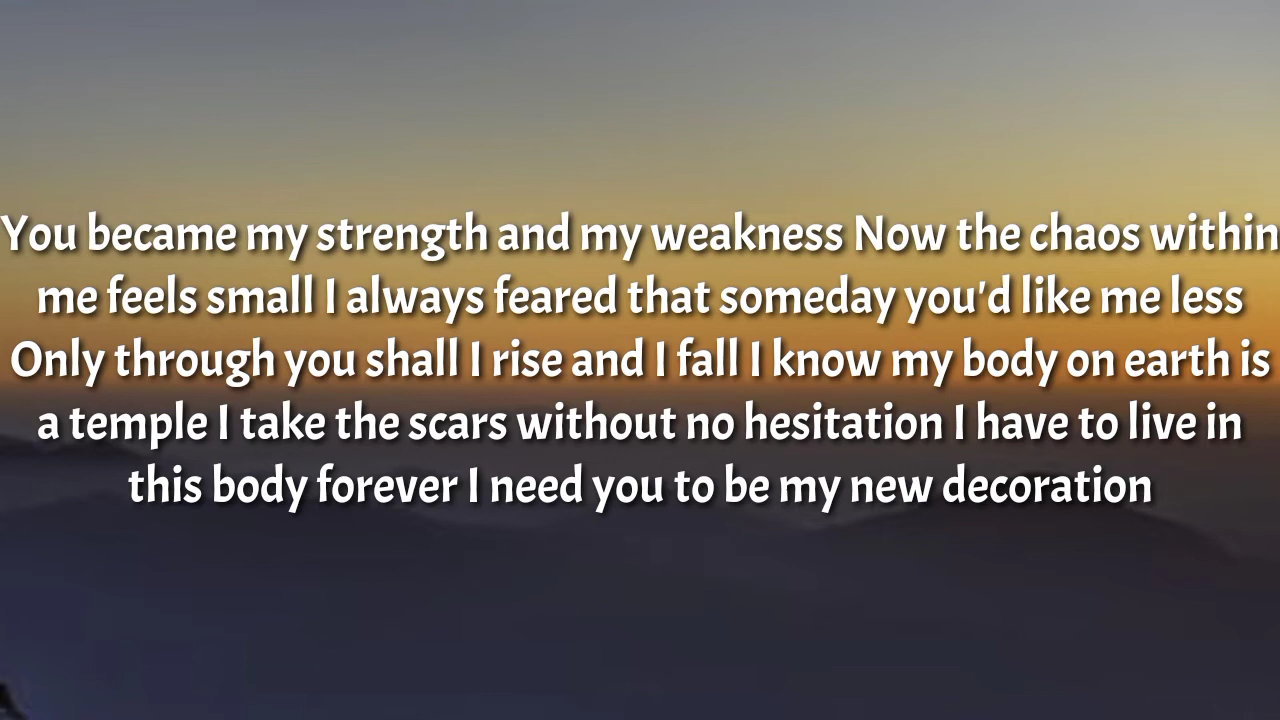 You became my strength and my weakness Now the chaos within
me feels small I always feared that someday you'd like me less
Only through you shall I rise and I fall I know my body on earth is
a temple I take the scars without no hesitation I have to live in
this body forever I need you to be my new decoration